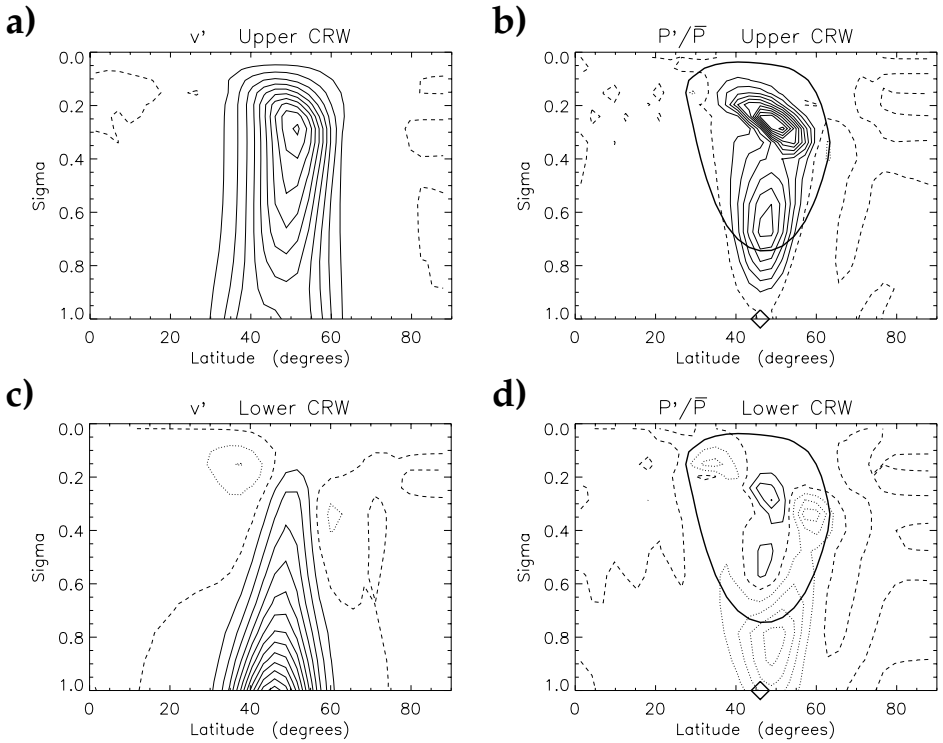 a)
v' Upper CRW
0.0
0.2
0.4
0.6
0.8
1.0
Sigma
0 20 40 60 80
Latitude (degrees)
b)
P'/P̅ Upper CRW
0.0
0.2
0.4
0.6
0.8
1.0
Sigma
0 20 40 60 80
Latitude (degrees)
c)
v' Lower CRW
0.0
0.2
0.4
0.6
0.8
1.0
Sigma
0 20 40 60 80
Latitude (degrees)
d)
P'/P̅ Lower CRW
0.0
0.2
0.4
0.6
0.8
1.0
Sigma
0 20 40 60 80
Latitude (degrees)